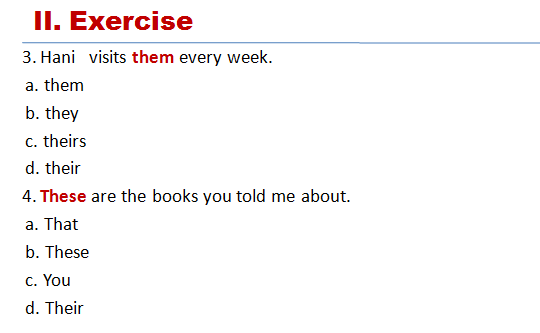 II. Exercise
3. Hani visits them every week.
a. them
b. they
c. theirs
d. their
4. These are the books you told me about.
a. That
b. These
c. You
d. Their